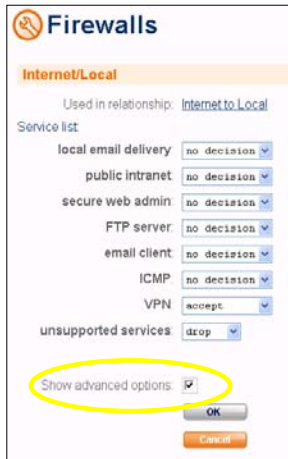 Firewalls
Internet/Local
Used in relationship: Internet to Local
Service list
local email delivery: no decision
public intranet: no decision
secure web admin: no decision
FTP server: no decision
email client: no decision
ICMP: no decision
VPN: accept
unsupported services: drop
Show advanced options:
OK
Cancel